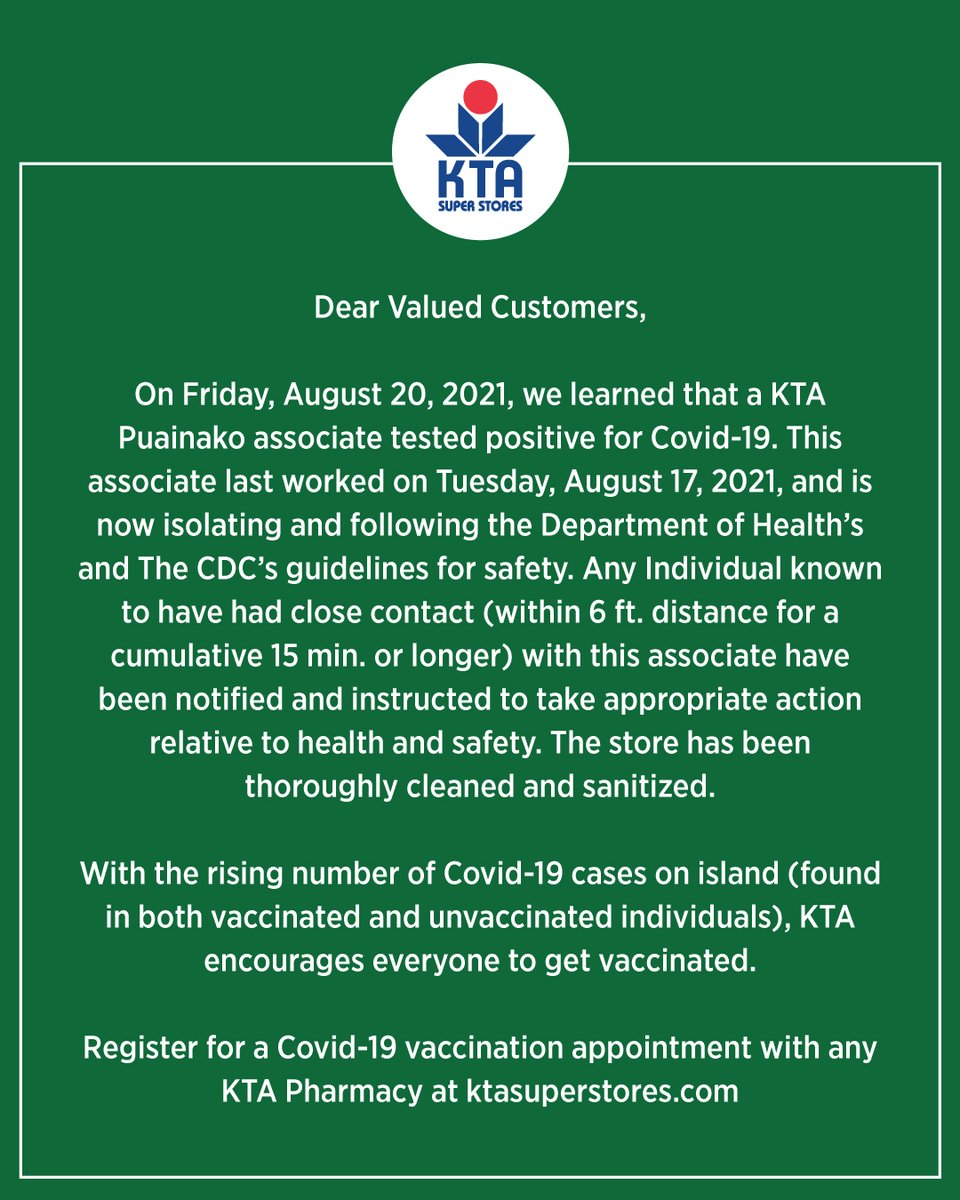 KTA
SUPER STORES
Dear Valued Customers,
On Friday, August 20, 2021, we learned that a KTA
Puainako associate tested positive for Covid-19. This
associate last worked on Tuesday, August 17, 2021, and is
now isolating and following the Department of Health’s
and The CDC’s guidelines for safety. Any Individual known
to have had close contact (within 6 ft. distance for a
cumulative 15 min. or longer) with this associate have
been notified and instructed to take appropriate action
relative to health and safety. The store has been
thoroughly cleaned and sanitized.
With the rising number of Covid-19 cases on island (found
in both vaccinated and unvaccinated individuals), KTA
encourages everyone to get vaccinated.
Register for a Covid-19 vaccination appointment with any
KTA Pharmacy at ktasuperstores.com